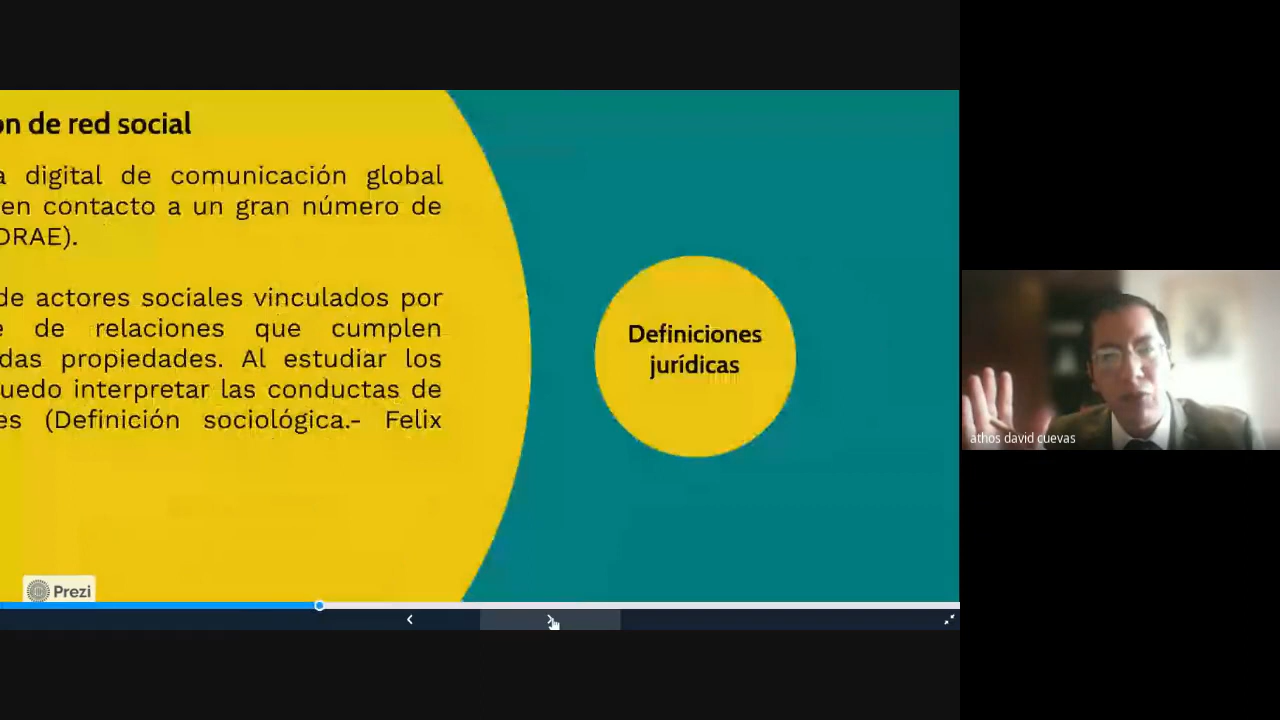 on de red social
a digital de comunicación global
en contacto a un gran número de
DRAE).
de actores sociales vinculados por
e de relaciones que cumplen
das propiedades. Al estudiar los
uedo interpretar las conductas de
es (Definición sociológica.- Felix
Definiciones
jurídicas
Prezi
athos david cuevas